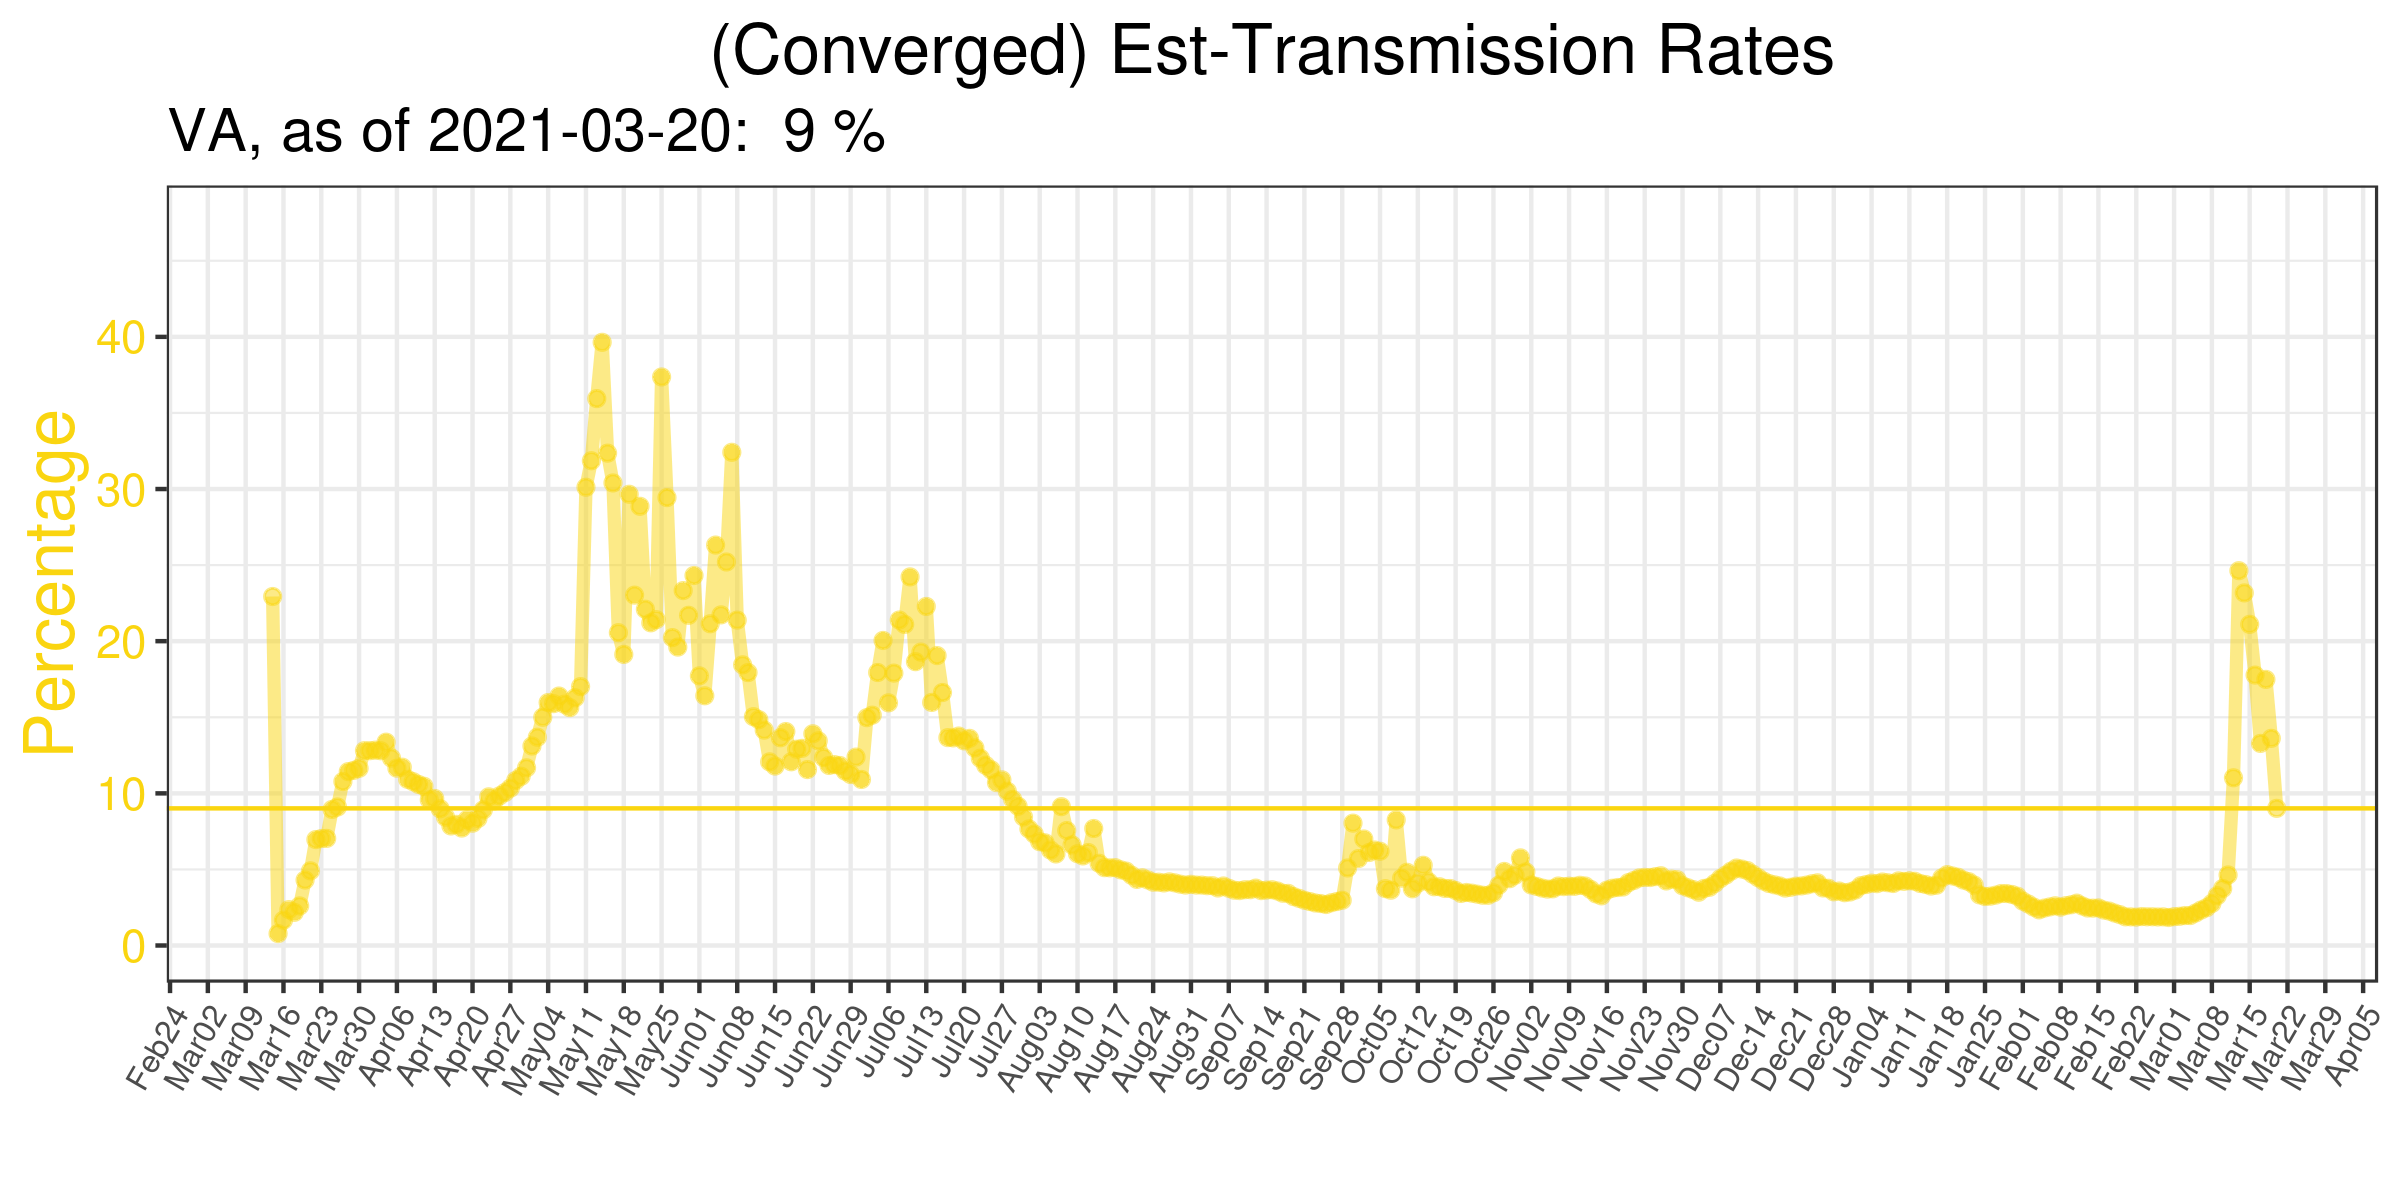 (Converged) Est-Transmission Rates
VA, as of 2021-03-20:  9 %
Percentage
40
30
20
10
0
Feb24
Mar02
Mar09
Mar16
Mar23
Mar30
Apr06
Apr13
Apr20
Apr27
May04
May11
May18
May25
Jun01
Jun08
Jun15
Jun22
Jun29
Jul06
Jul13
Jul20
Jul27
Aug03
Aug10
Aug17
Aug24
Aug31
Sep07
Sep14
Sep21
Sep28
Oct05
Oct12
Oct19
Oct26
Nov02
Nov09
Nov16
Nov23
Nov30
Dec07
Dec14
Dec21
Dec28
Jan04
Jan11
Jan18
Jan25
Feb01
Feb08
Feb15
Feb22
Mar01
Mar08
Mar15
Mar22
Mar29
Apr05